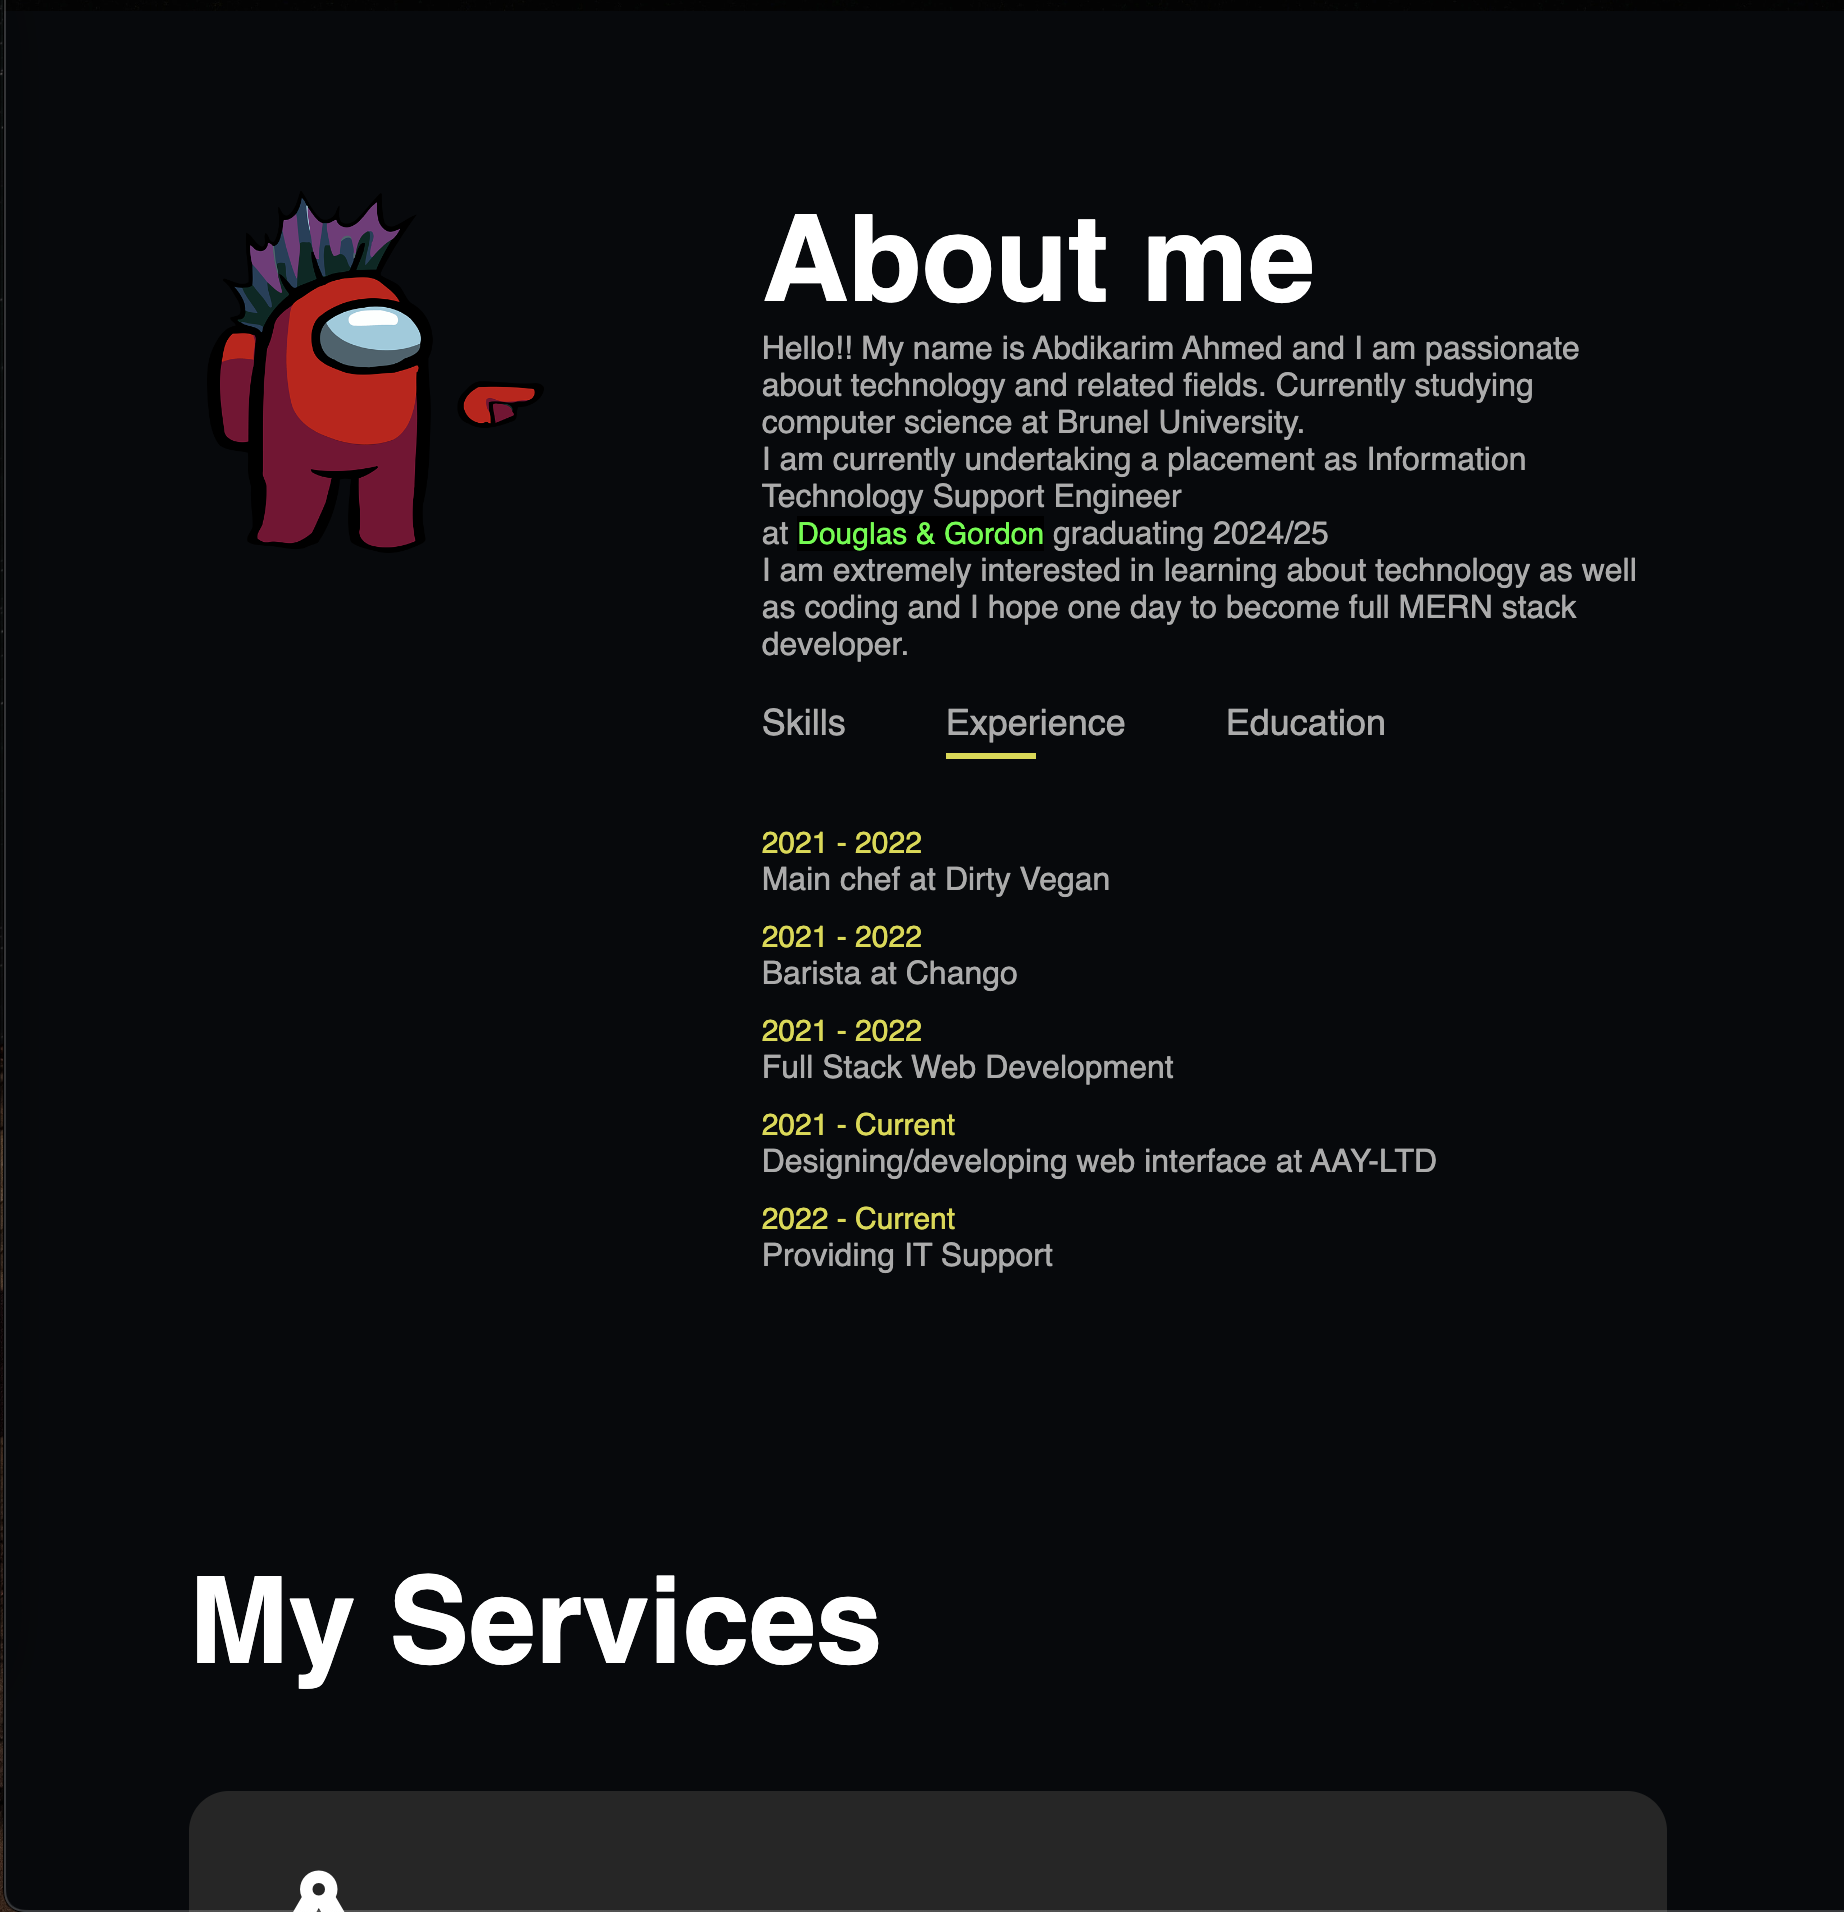 About me
Hello!! My name is Abdikarim Ahmed and I am passionate
about technology and related fields. Currently studying
computer science at Brunel University.
I am currently undertaking a placement as Information
Technology Support Engineer
at Douglas & Gordon graduating 2024/25
I am extremely interested in learning about technology as well
as coding and I hope one day to become full MERN stack
developer.
Skills Experience Education
2021 - 2022
Main chef at Dirty Vegan
2021 - 2022
Barista at Chango
2021 - 2022
Full Stack Web Development
2021 - Current
Designing/developing web interface at AAY-LTD
2022 - Current
Providing IT Support
My Services